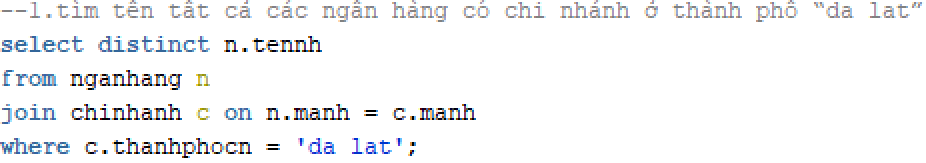 --1.tìm tên tất cả các ngân hàng có chi nhánh ở thành phố “da lat”
select distinct n.tennh
from nganhang n
join chinhanh c on n.manh = c.manh
where c.thanhphocn = 'da lat';